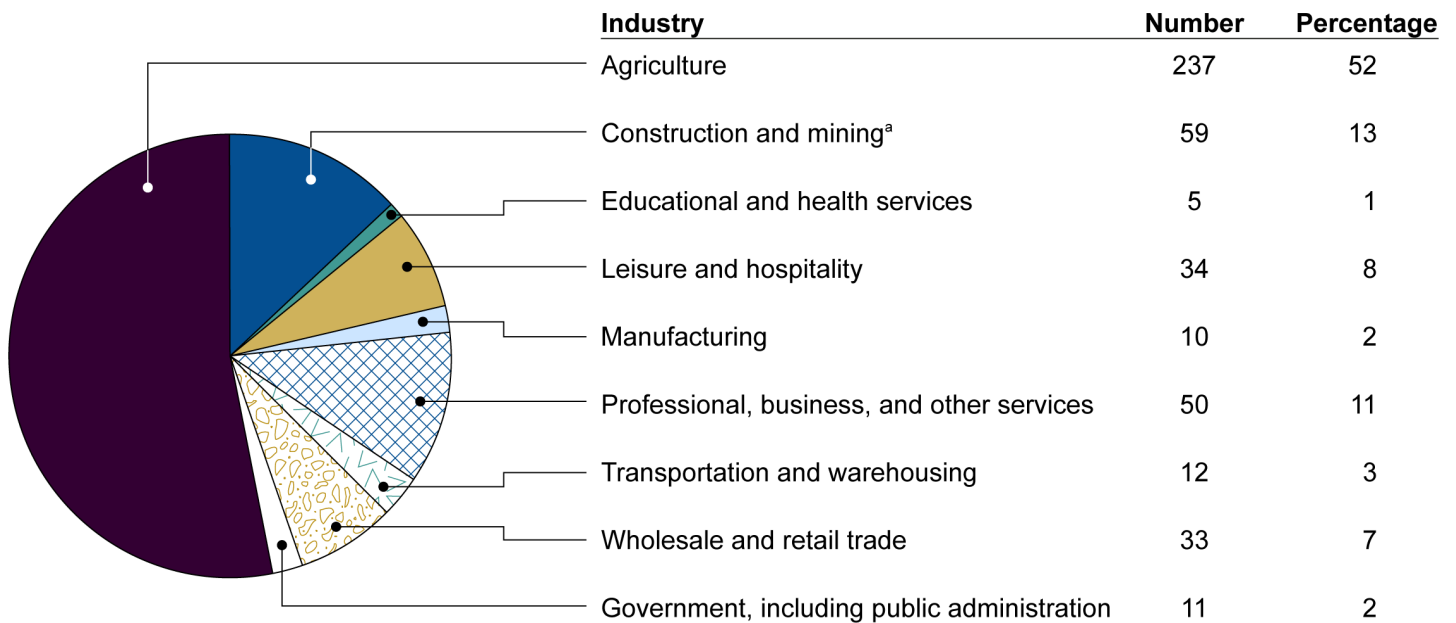 Industry Number Percentage
Agriculture 237 52
Construction and miningᵃ 59 13
Educational and health services 5 1
Leisure and hospitality 34 8
Manufacturing 10 2
Professional, business, and other services 50 11
Transportation and warehousing 12 3
Wholesale and retail trade 33 7
Government, including public administration 11 2